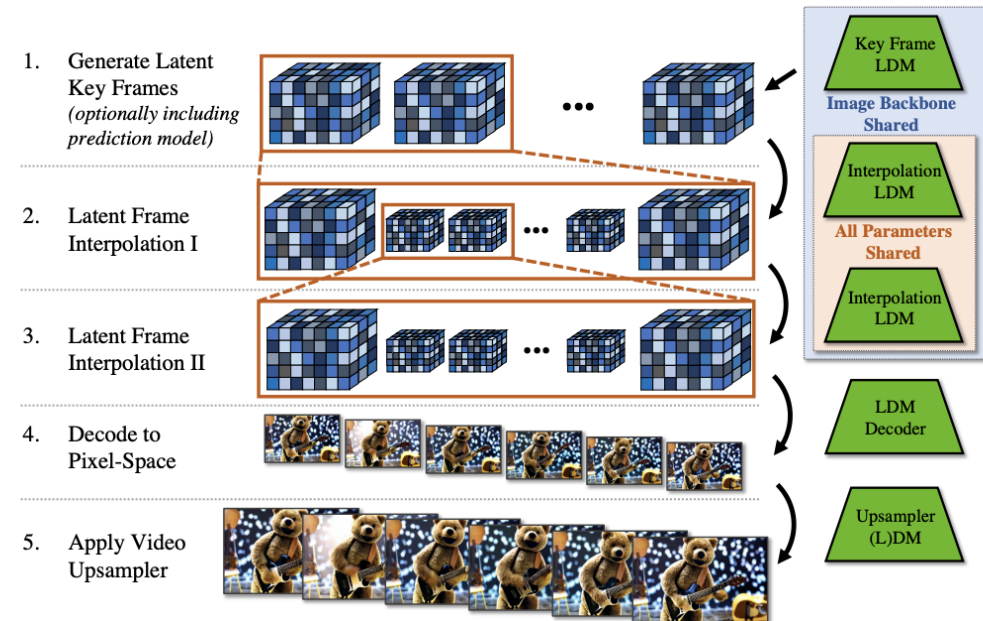 1. Generate Latent
Key Frames
(optionally including
prediction model)
2. Latent Frame
Interpolation I
3. Latent Frame
Interpolation II
4. Decode to
Pixel-Space
5. Apply Video
Upsampler
Key Frame
LDM
Image Backbone
Shared
Interpolation
LDM
All Parameters
Shared
Interpolation
LDM
LDM
Decoder
Upsampler
(L)DM